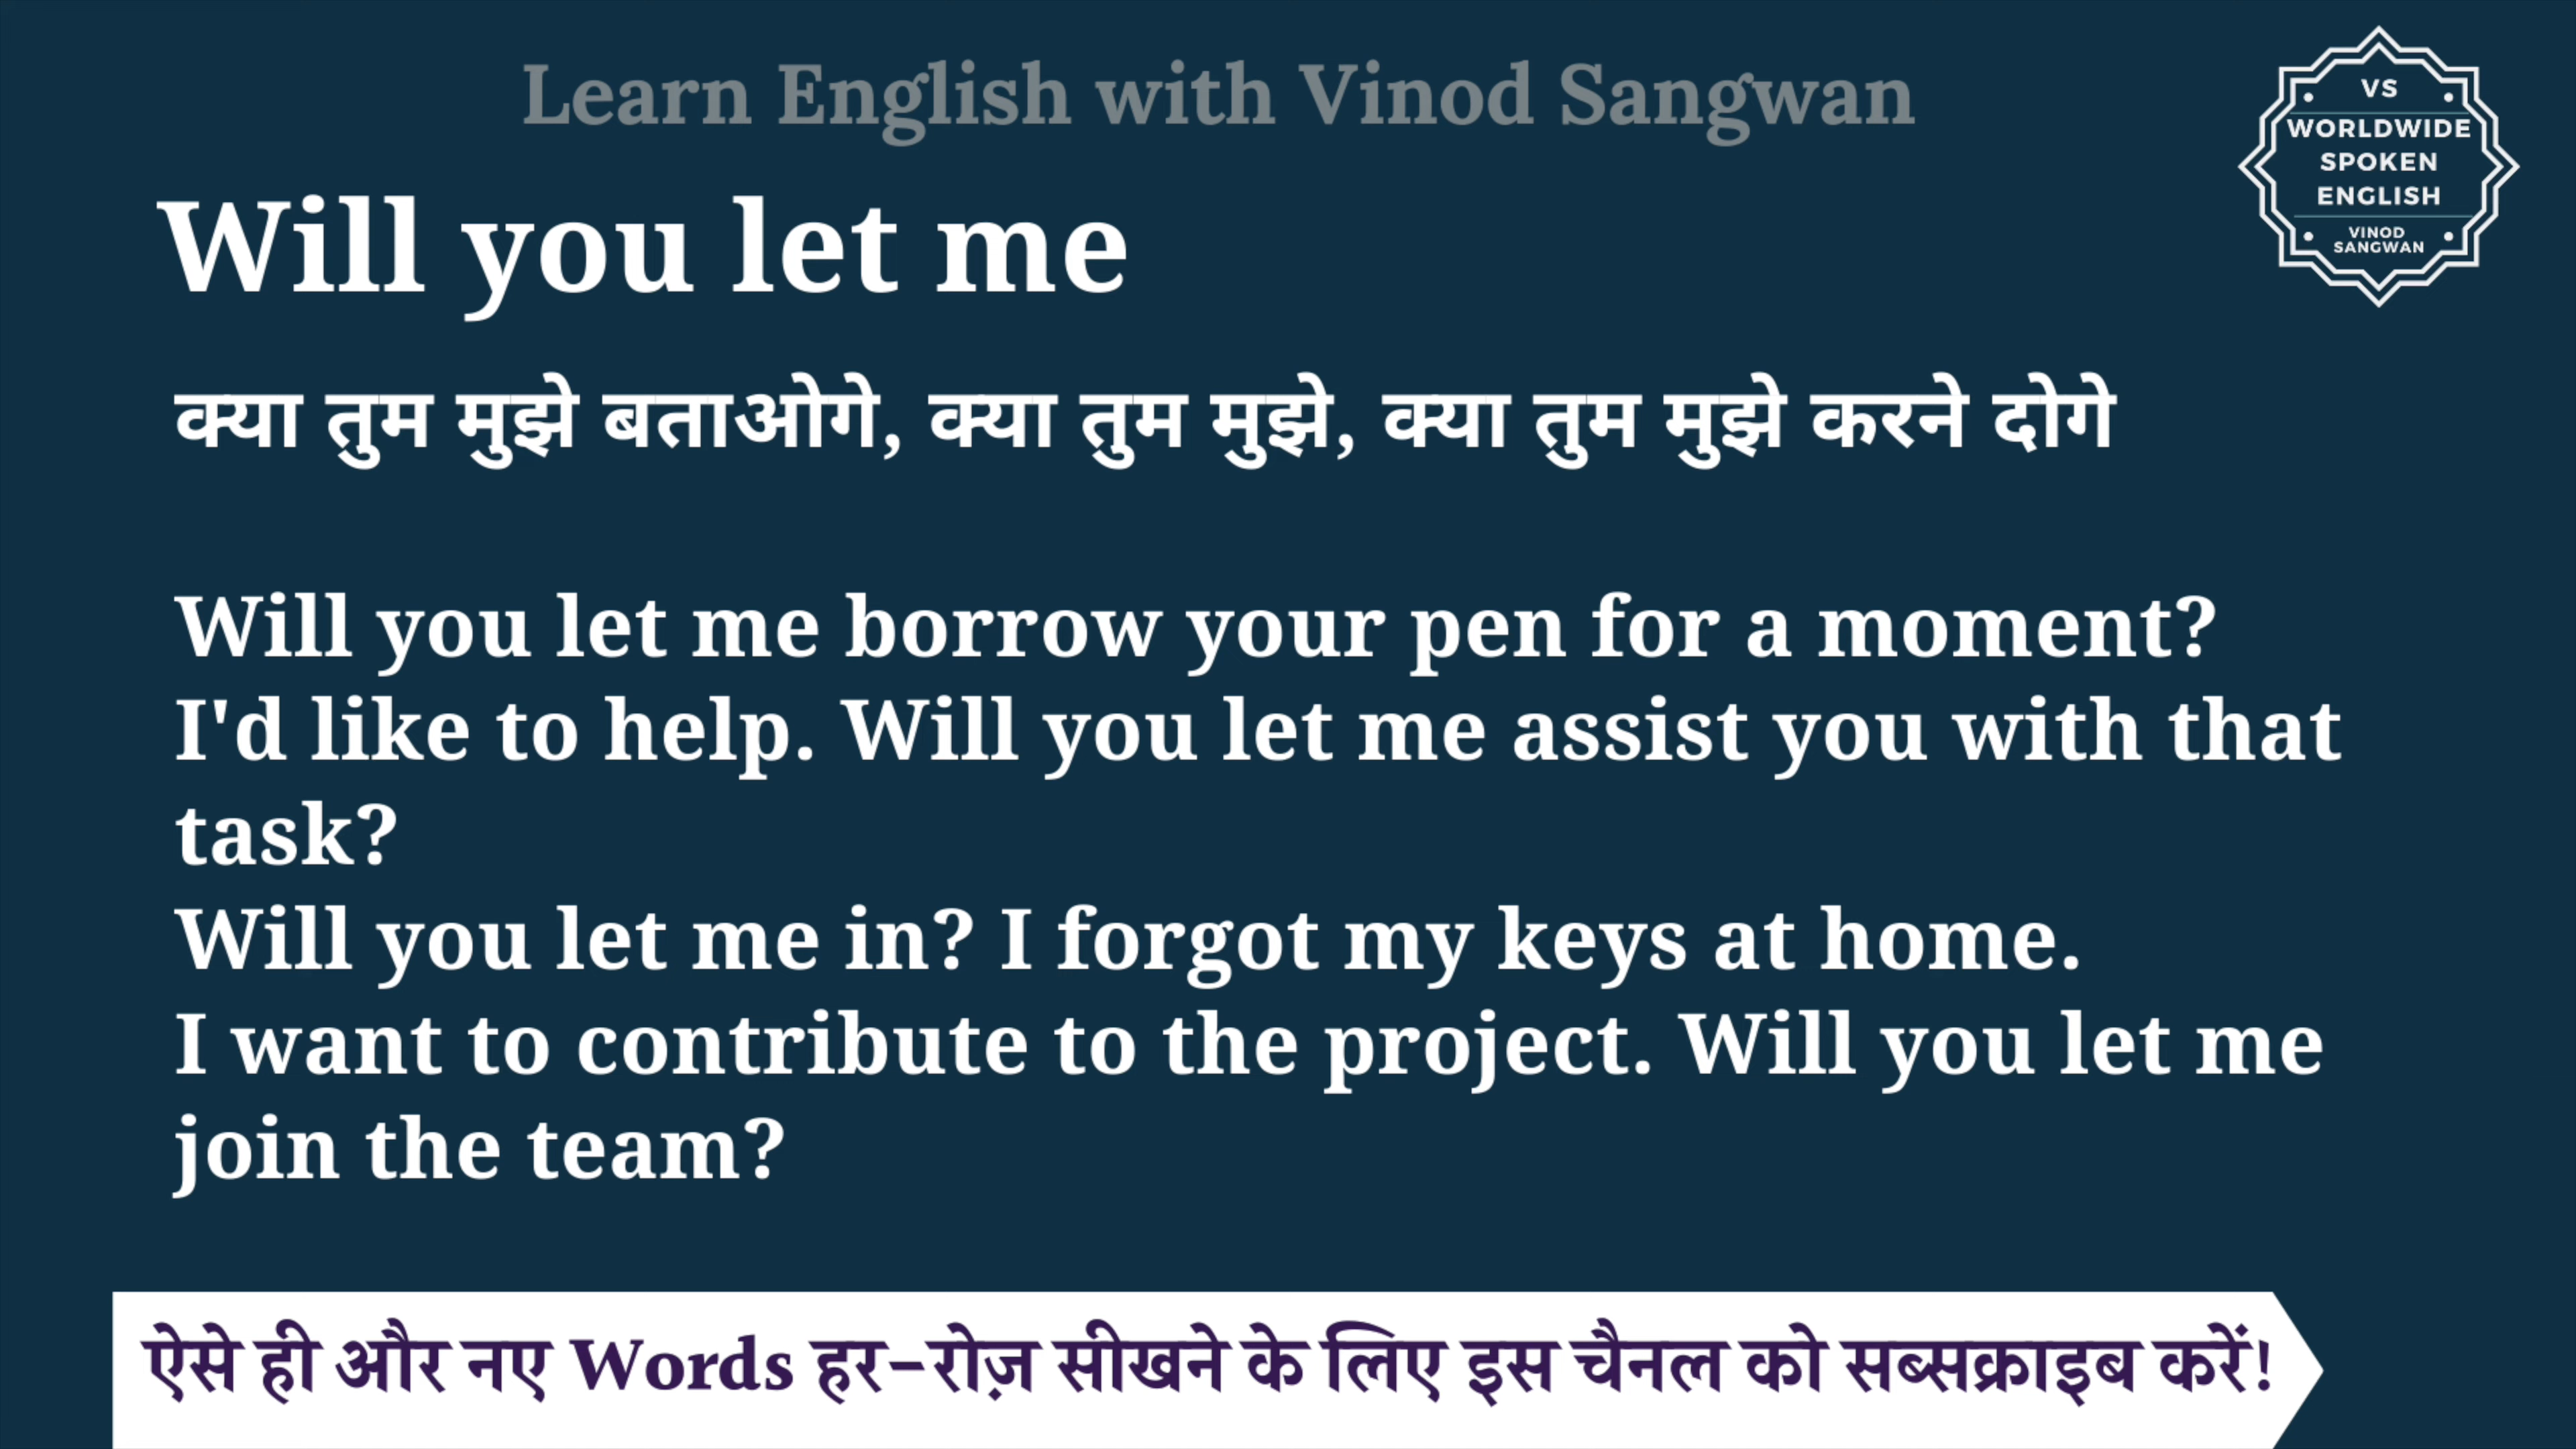 Learn English with Vinod Sangwan
VS
WORLDWIDE
SPOKEN
ENGLISH
VINOD
SANGWAN
Will you let me
क्या तुम मुझे बताओगे, क्या तुम मुझे, क्या तुम मुझे करने दोगे
Will you let me borrow your pen for a moment?
I'd like to help. Will you let me assist you with that
task?
Will you let me in? I forgot my keys at home.
I want to contribute to the project. Will you let me
join the team?
ऐसे ही और नए Words हर-रोज़ सीखने के लिए इस चैनल को सब्सक्राइब करें!